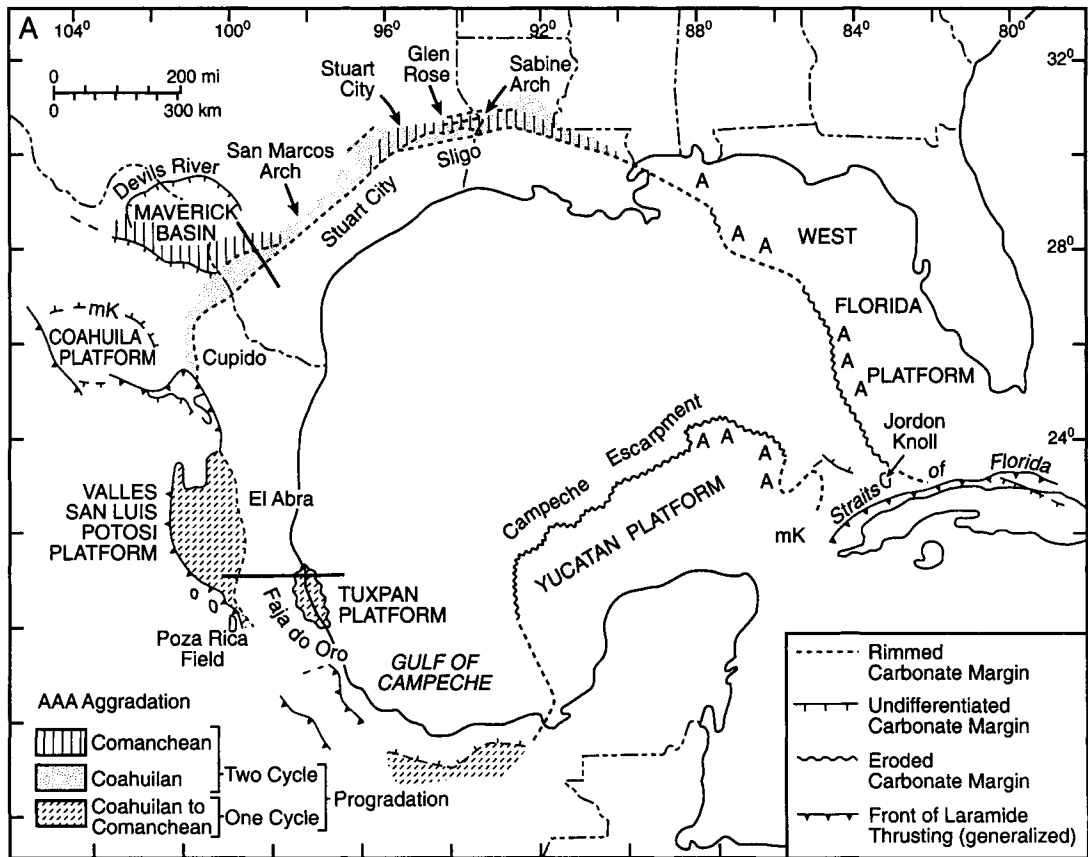 A
104°
100°
96°
92°
88°
84°
80°
32°
28°
24°
0 200 mi
0 300 km
Stuart
City
Glen
Rose
Sabine
Arch
San Marcos
Arch
Sligo
Devils River
MAVERICK
BASIN
Stuart City
mK
COAHUILA
PLATFORM
Cupido
A
A A
WEST
FLORIDA
PLATFORM
A
A
A
Jordon
Knoll
Straits of Florida
Campeche Escarpment
A A
A
A
YUCATAN PLATFORM
mK
VALLES
SAN LUIS
POTOSI
PLATFORM
El Abra
TUXPAN
PLATFORM
Faja do Oro
Poza Rica
Field
GULF OF
CAMPECHE
AAA Aggradation
Comanchean
Coahuilan
Two Cycle
Coahuilan to
Comanchean
One Cycle
Progradation
Rimmed
Carbonate Margin
Undifferentiated
Carbonate Margin
Eroded
Carbonate Margin
Front of Laramide
Thrusting (generalized)